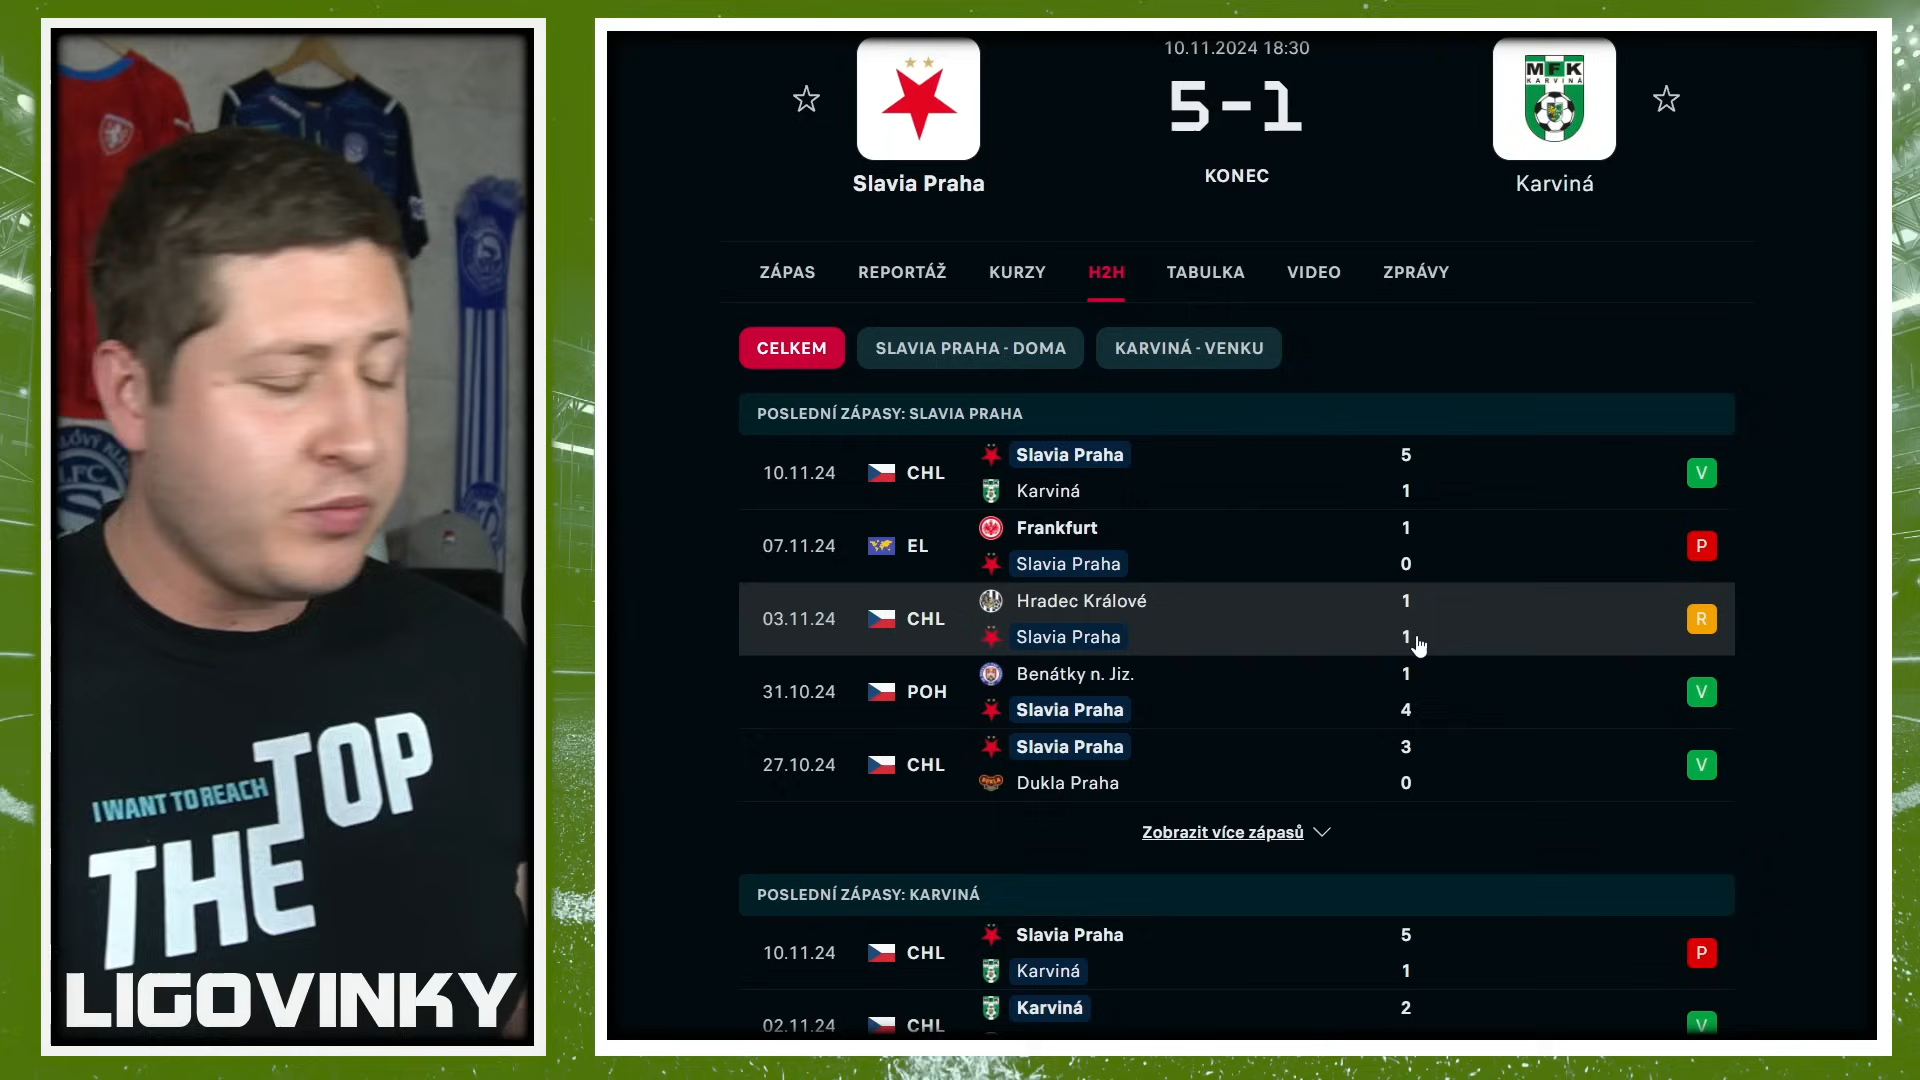 ALOVÝ KL
LFC
I WANT TO REACH
THE TOP
LIGOVINKY
10.11.2024 18:30
5-1
KONEC
Slavia Praha
MFK
KARVINÁ
Karviná
ZÁPAS REPORTÁŽ KURZY H2H TABULKA VIDEO ZPRÁVY
CELKEM SLAVIA PRAHA - DOMA KARVINÁ - VENKU
POSLEDNÍ ZÁPASY: SLAVIA PRAHA
10.11.24 CHL Slavia Praha 5 V
Karviná 1
07.11.24 EL Frankfurt 1 P
Slavia Praha 0
03.11.24 CHL Hradec Králové 1 R
Slavia Praha 1
31.10.24 POH Benátky n. Jiz. 1 V
Slavia Praha 4
27.10.24 CHL Slavia Praha 3 V
Dukla Praha 0
Zobrazit více zápasů
POSLEDNÍ ZÁPASY: KARVINÁ
10.11.24 CHL Slavia Praha 5 P
Karviná 1
02.11.24 CHL Karviná 2 V